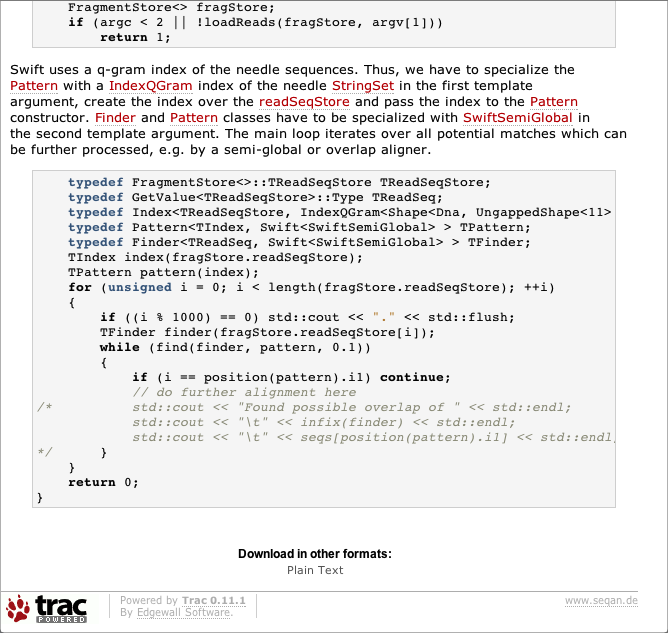 FragmentStore<> fragStore;
if (argc < 2 || !loadReads(fragStore, argv[1]))
return 1;
Swift uses a q-gram index of the needle sequences. Thus, we have to specialize the
Pattern with a IndexQGram index of the needle StringSet in the first template
argument, create the index over the readSeqStore and pass the index to the Pattern
constructor. Finder and Pattern classes have to be specialized with SwiftSemiGlobal in
the second template argument. The main loop iterates over all potential matches which can
be further processed, e.g. by a semi-global or overlap aligner.
typedef FragmentStore<>::TReadSeqStore TReadSeqStore;
typedef GetValue<TReadSeqStore>::Type TReadSeq;
typedef Index<TReadSeqStore, IndexQGram<Shape<Dna, UngappedShape<11>
typedef Pattern<TIndex, Swift<SwiftSemiGlobal> > TPattern;
typedef Finder<TReadSeq, Swift<SwiftSemiGlobal> > TFinder;
TIndex index(fragStore.readSeqStore);
TPattern pattern(index);
for (unsigned i = 0; i < length(fragStore.readSeqStore); ++i)
{
if ((i % 1000) == 0) std::cout << "." << std::flush;
TFinder finder(fragStore.readSeqStore[i]);
while (find(finder, pattern, 0.1))
{
if (i == position(pattern).i1) continue;
// do further alignment here
/* std::cout << "Found possible overlap of " << std::endl;
std::cout << "\t" << infix(finder) << std::endl;
std::cout << "\t" << seqs[position(pattern).i1] << std::endl
*/ }
}
return 0;
}
Download in other formats:
Plain Text
trac
POWERED
Powered by Trac 0.11.1
By Edgewall Software.
www.seqan.de